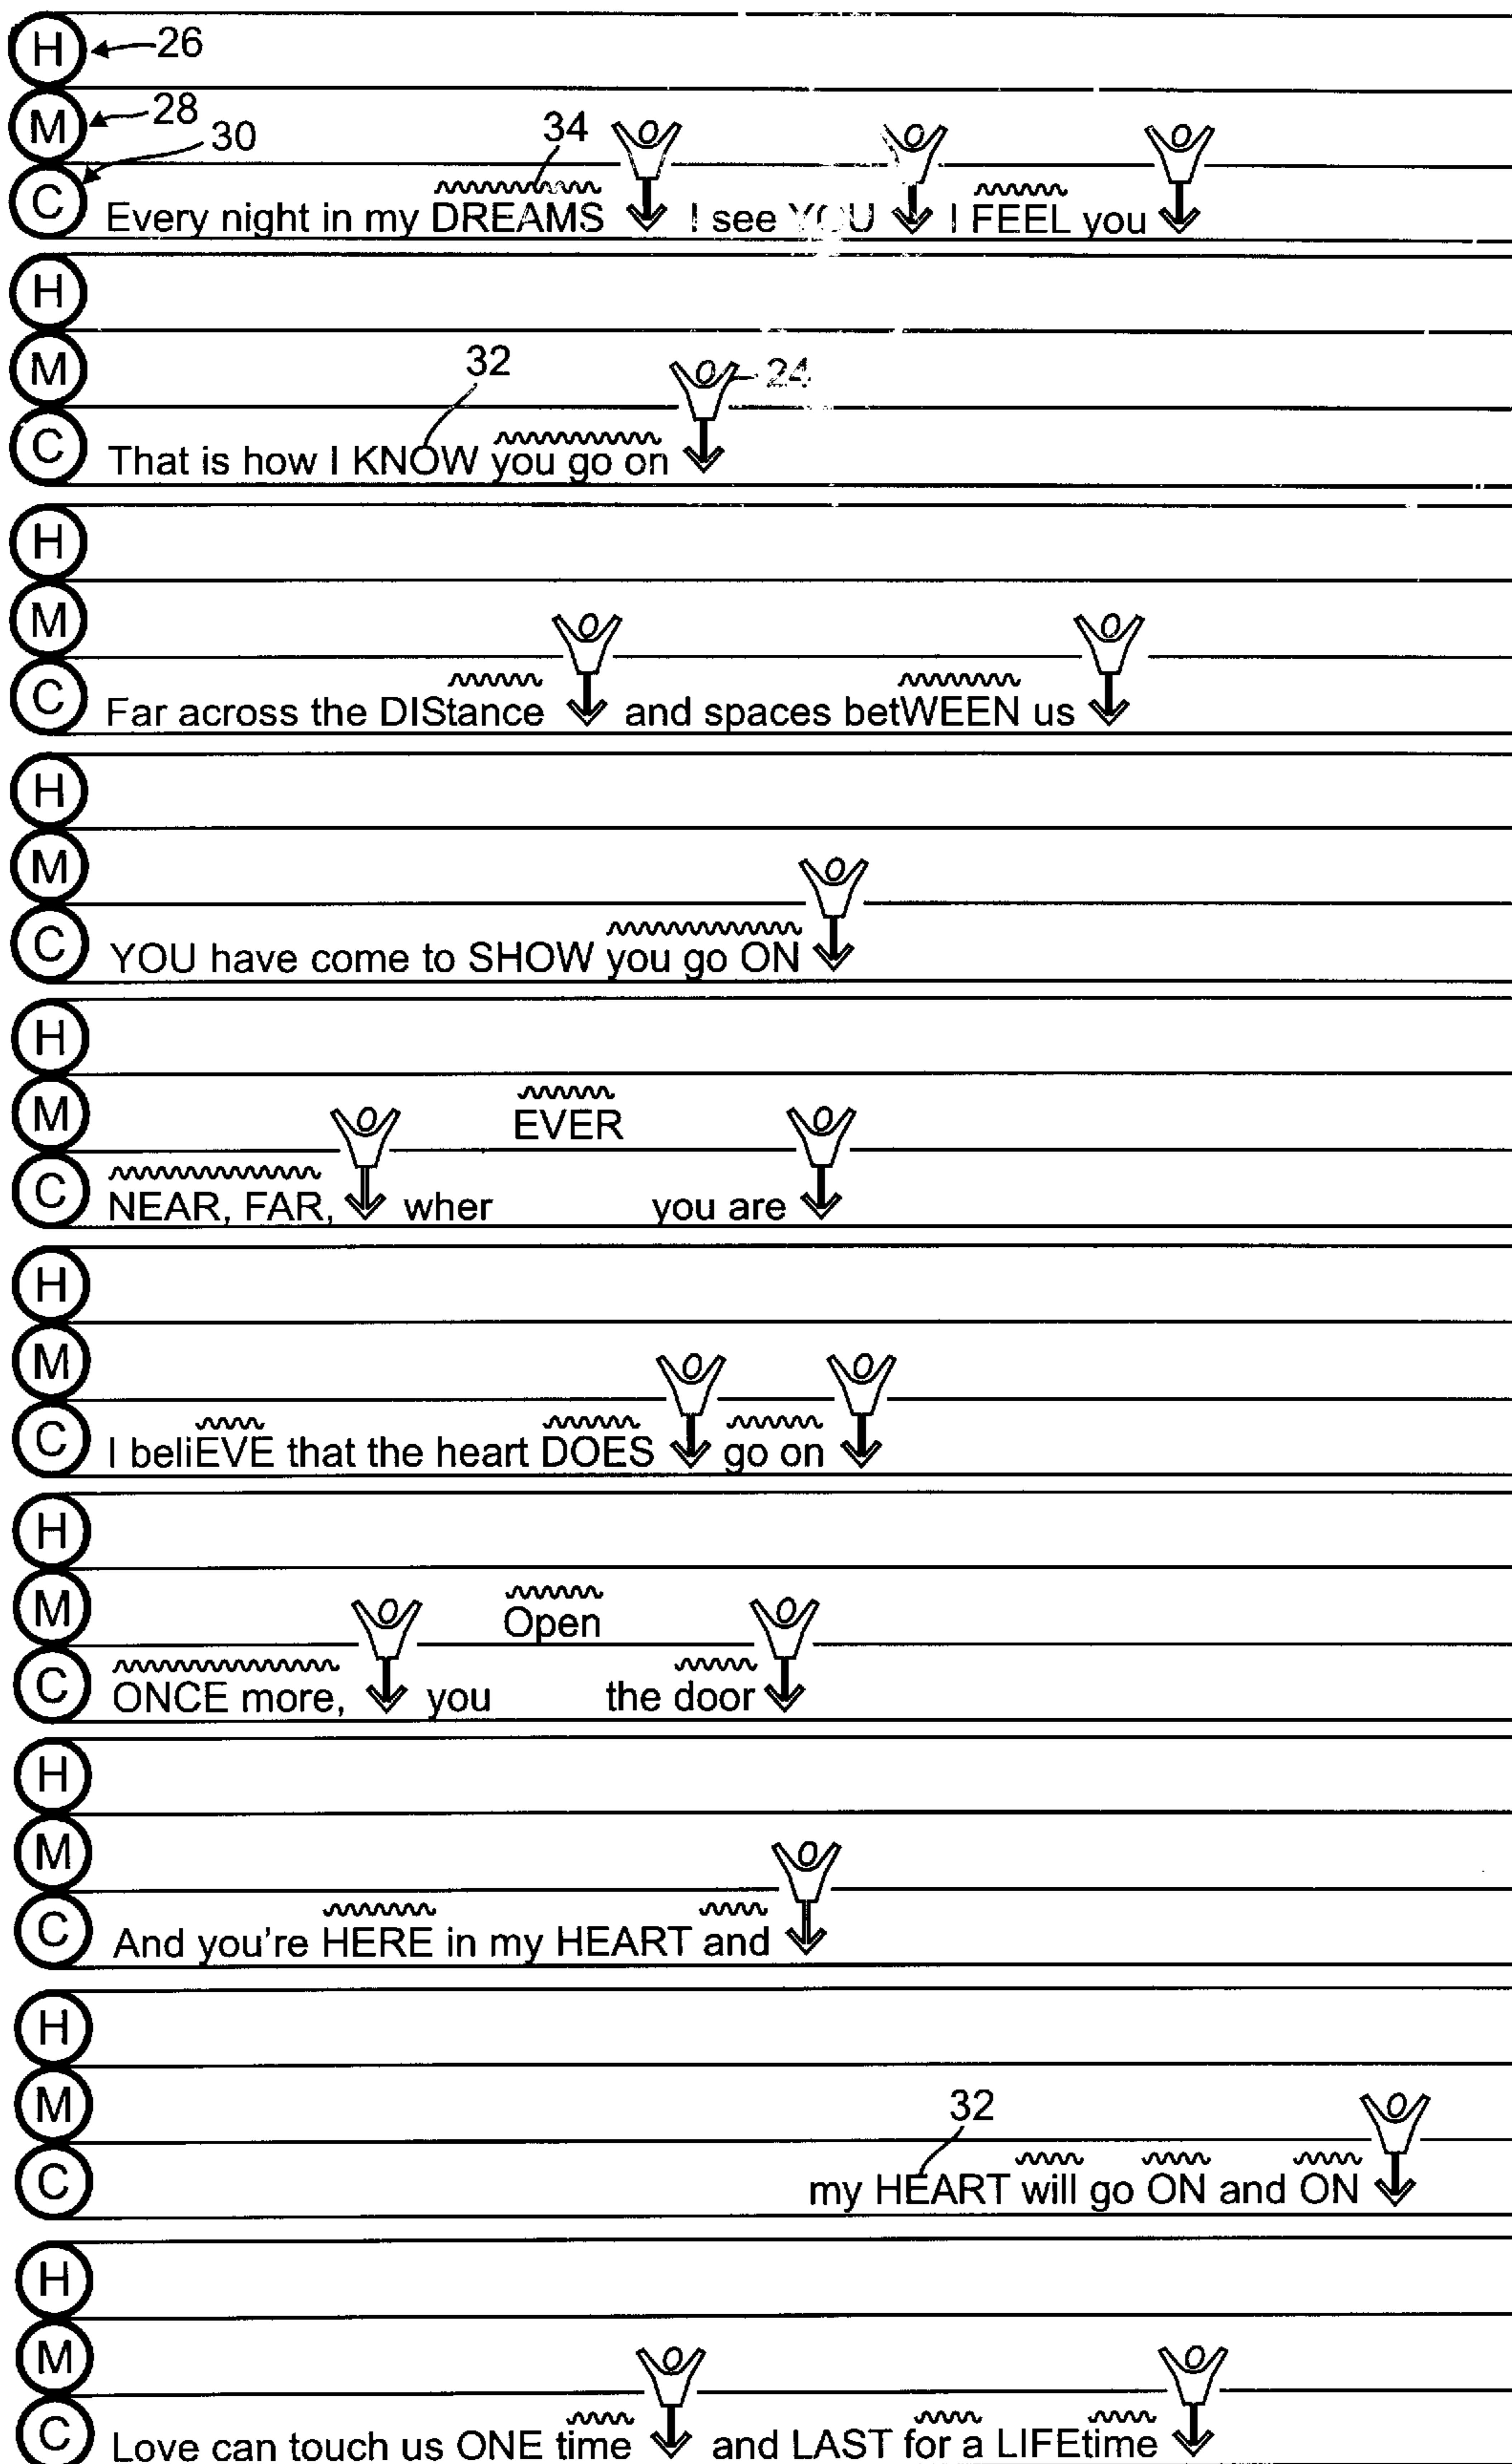 H 26
M 28
34
30
C Every night in my DREAMS I see YOU I FEEL you
H
M 32 24
C That is how I KNOW you go on
H
M
C Far across the DIStance and spaces betWEEN us
H
M
C YOU have come to SHOW you go ON
H
M EVER
C NEAR, FAR, wher you are
H
M
C I beliEVE that the heart DOES go on
H
M Open
C ONCE more, you the door
H
M
C And you're HERE in my HEART and
H
M 32
C my HEART will go ON and ON
H
M
C Love can touch us ONE time and LAST for a LIFEtime